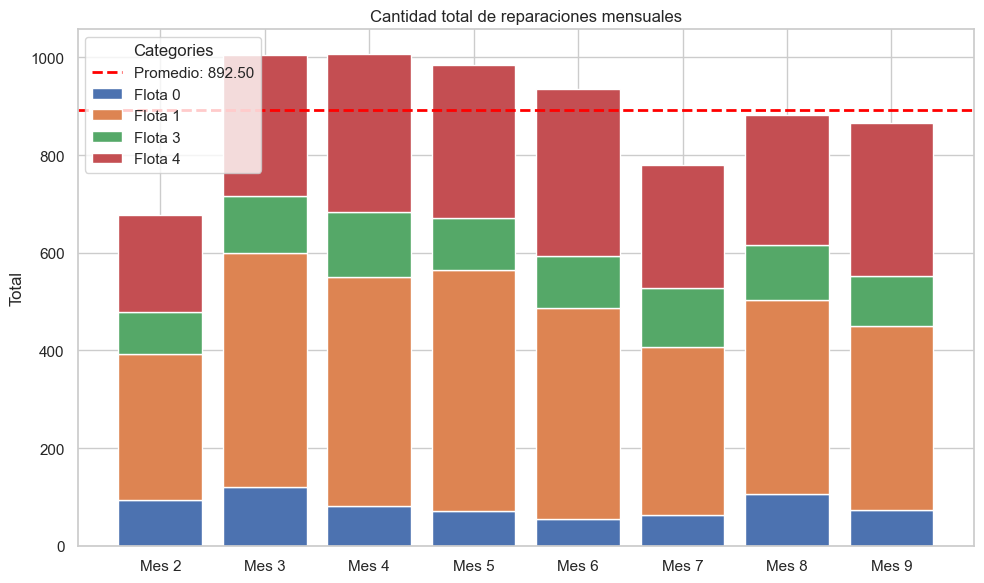 Cantidad total de reparaciones mensuales
Categories
Promedio: 892.50
Flota 0
Flota 1
Flota 3
Flota 4
Total
1000
800
600
400
200
0
Mes 2 Mes 3 Mes 4 Mes 5 Mes 6 Mes 7 Mes 8 Mes 9